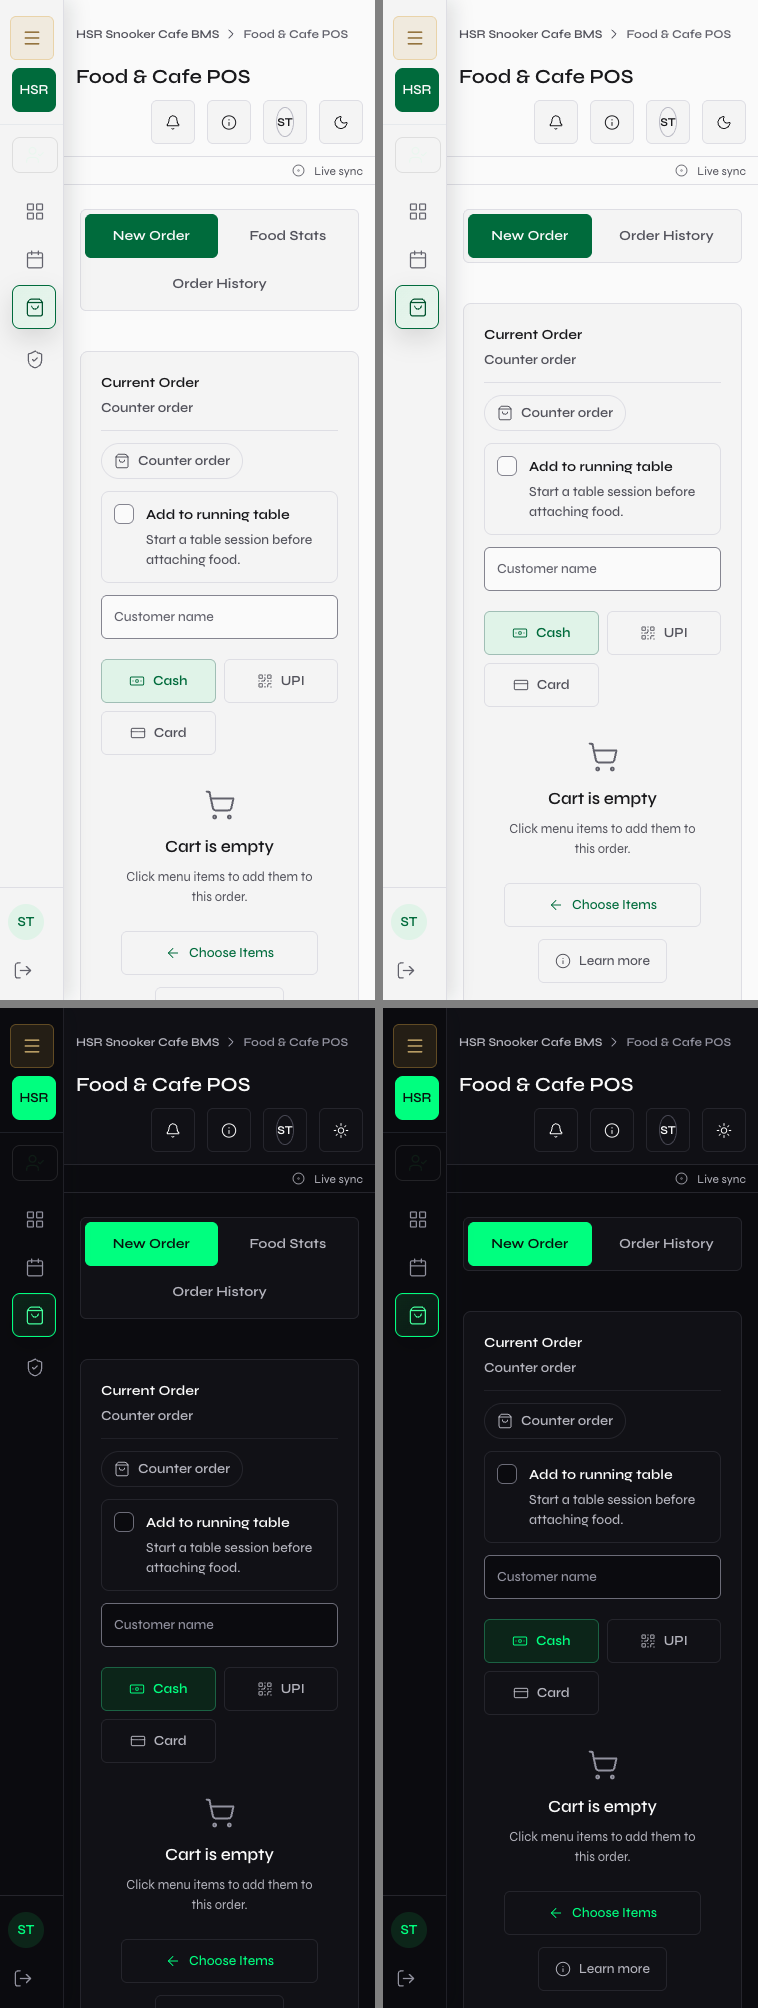 HSR Snooker Cafe BMS > Food & Cafe POS
HSR
Food & Cafe POS
ST
Live sync
New Order
Food Stats
Order History
Current Order
Counter order
Counter order
Add to running table
Start a table session before
attaching food.
Customer name
Cash
UPI
Card
Cart is empty
Click menu items to add them to
this order.
Choose Items
ST
HSR Snooker Cafe BMS > Food & Cafe POS
HSR
Food & Cafe POS
ST
Live sync
New Order
Order History
Current Order
Counter order
Counter order
Add to running table
Start a table session before
attaching food.
Customer name
Cash
UPI
Card
Cart is empty
Click menu items to add them to
this order.
Choose Items
Learn more
ST
HSR Snooker Cafe BMS > Food & Cafe POS
HSR
Food & Cafe POS
ST
Live sync
New Order
Food Stats
Order History
Current Order
Counter order
Counter order
Add to running table
Start a table session before
attaching food.
Customer name
Cash
UPI
Card
Cart is empty
Click menu items to add them to
this order.
Choose Items
ST
HSR Snooker Cafe BMS > Food & Cafe POS
HSR
Food & Cafe POS
ST
Live sync
New Order
Order History
Current Order
Counter order
Counter order
Add to running table
Start a table session before
attaching food.
Customer name
Cash
UPI
Card
Cart is empty
Click menu items to add them to
this order.
Choose Items
Learn more
ST